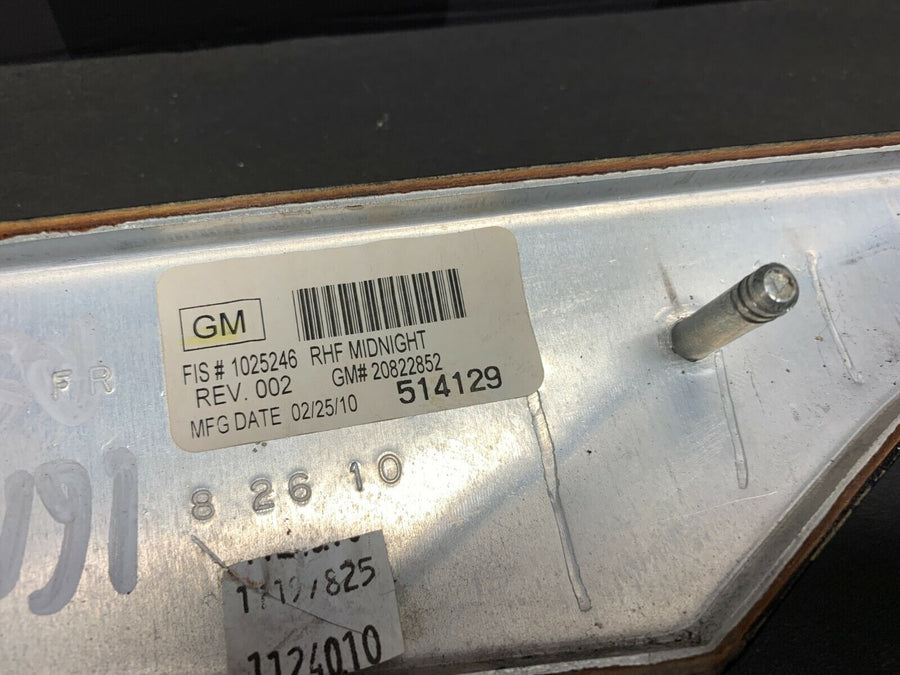 GM
FIS # 1025246 RHF MIDNIGHT
REV. 002 GM# 20822852
MFG DATE 02/25/10 514129
FR
8 26 10
1124010